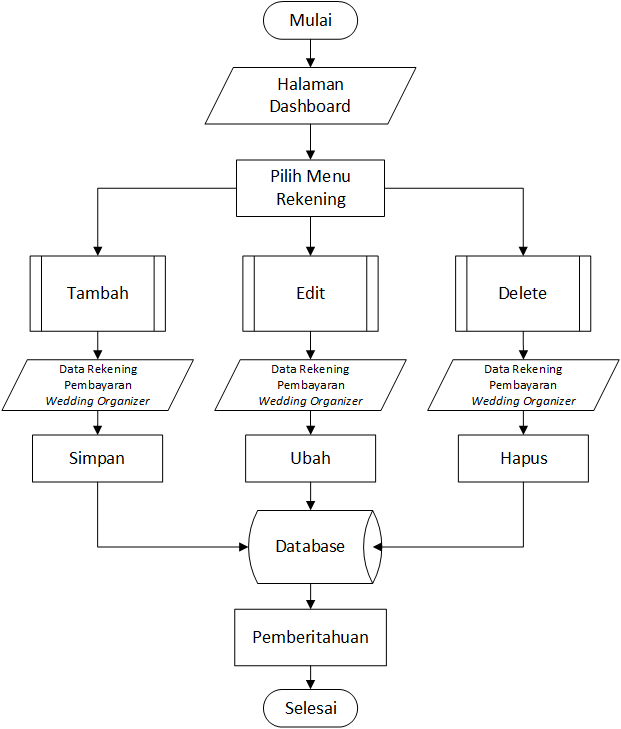 Mulai
Halaman
Dashboard
Pilih Menu
Rekening
Tambah
Edit
Delete
Data Rekening
Pembayaran
Wedding Organizer
Data Rekening
Pembayaran
Wedding Organizer
Data Rekening
Pembayaran
Wedding Organizer
Simpan
Ubah
Hapus
Database
Pemberitahuan
Selesai